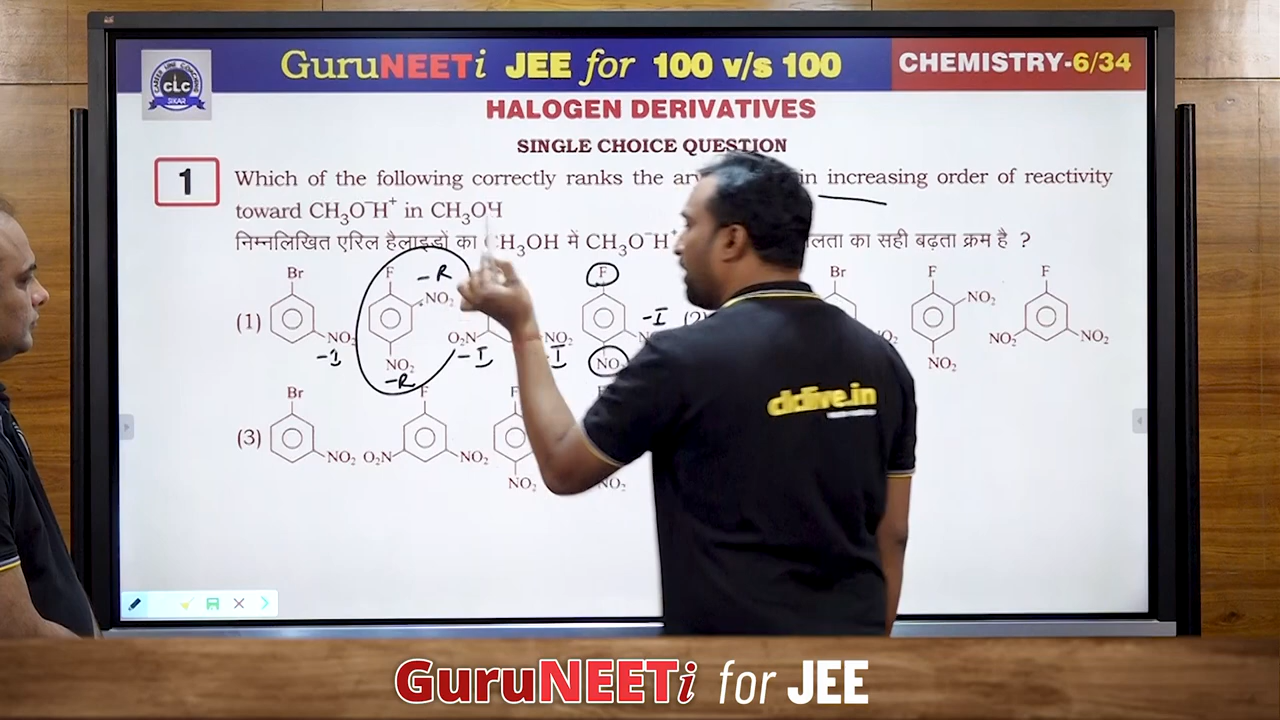 GuruNEETi JEE for 100 v/s 100
CHEMISTRY-6/34
CLC
SIKAR
HALOGEN DERIVATIVES
SINGLE CHOICE QUESTION
1
Which of the following correctly ranks the in increasing order of reactivity
toward CH₃O⁻H⁺ in CH₃OH
निम्नलिखित एरिल हैलाइडों का CH₃OH में CH₃O⁻H⁺ का सही बढ़ता क्रम है ?
(1)
Br
NO₂
-I
F
-R
NO₂
NO₂
-R
O₂N
-I
NO₂
-I
F
-I
NO
(2)
Br
F
NO₂
NO₂
F
NO₂
NO₂
(3)
Br
NO₂
F
O₂N
NO₂
F
NO₂
NO₂
clclive.in
GuruNEETi for JEE